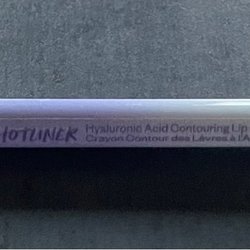 HOTLINER
Hyaluronic Acid Contouring Lip
Crayon Contour des Lèvres à l'A